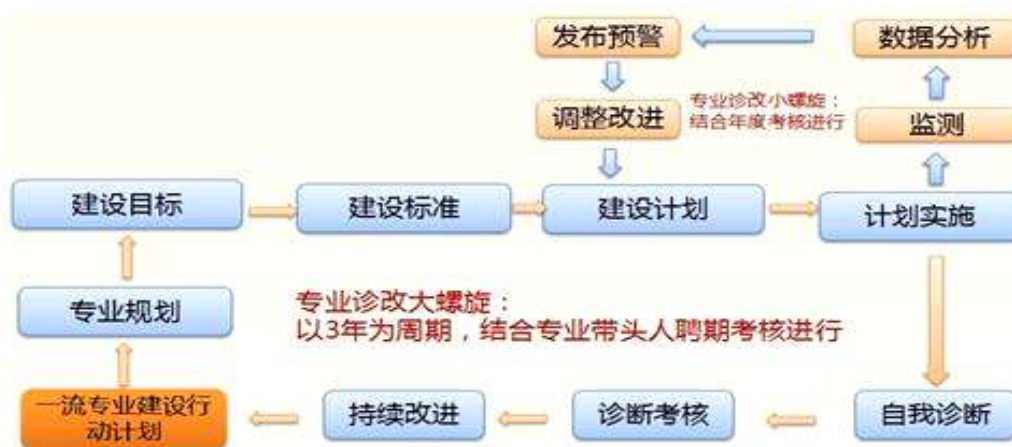 发布预警
数据分析
专业诊改小螺旋：
结合年度考核进行
调整改进
监测
建设目标
建设标准
建设计划
计划实施
专业规划
专业诊改大螺旋：
以3年为周期，结合专业带头人聘期考核进行
一流专业建设行
动计划
持续改进
诊断考核
自我诊断